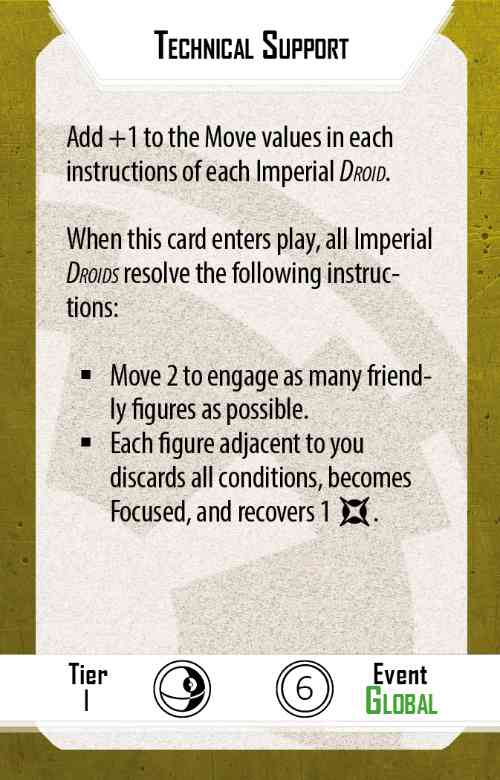 Technical Support
Add +1 to the Move values in each
instructions of each Imperial Droid.
When this card enters play, all Imperial
Droids resolve the following instruc-
tions:
▪ Move 2 to engage as many friend-
ly figures as possible.
▪ Each figure adjacent to you
discards all conditions, becomes
Focused, and recovers 1 .
Tier
I
6
Event
Global